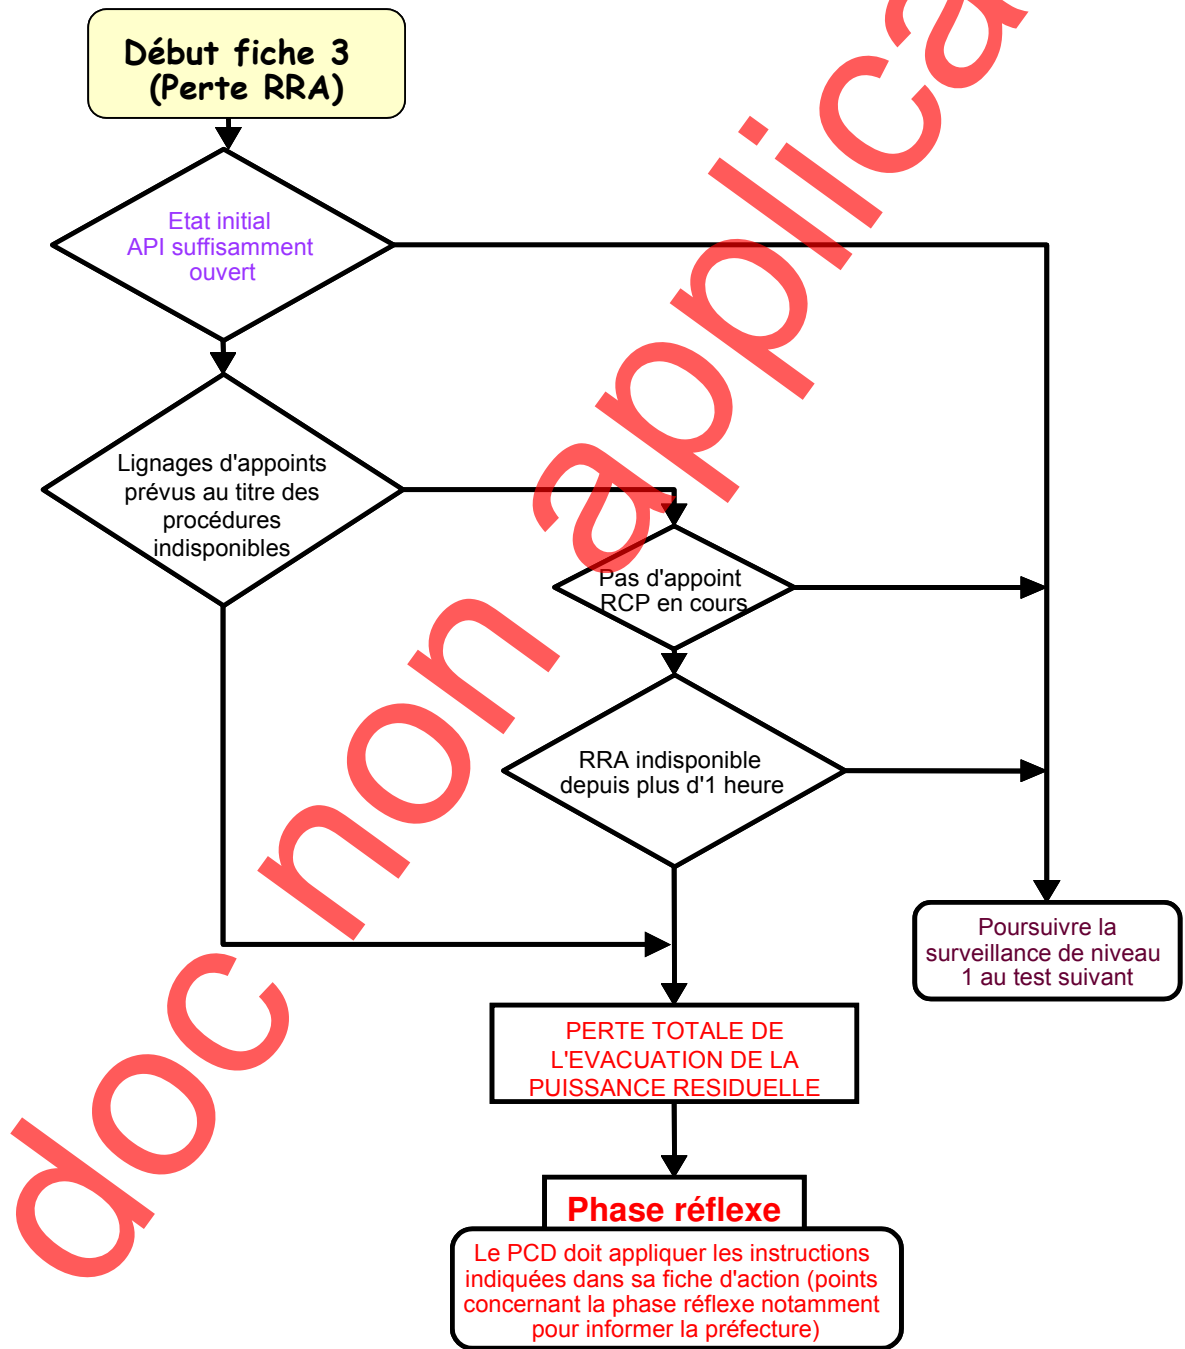 Début fiche 3
(Perte RRA)
Etat initial
API suffisamment
ouvert
Lignages d'appoints
prévus au titre des
procédures
indisponibles
Pas d'appoint
RCP en cours
RRA indisponible
depuis plus d'1 heure
Poursuivre la
surveillance de niveau
1 au test suivant
PERTE TOTALE DE
L'EVACUATION DE LA
PUISSANCE RESIDUELLE
Phase réflexe
Le PCD doit appliquer les instructions
indiquées dans sa fiche d'action (points
concernant la phase réflexe notamment
pour informer la préfecture)
doc non applica